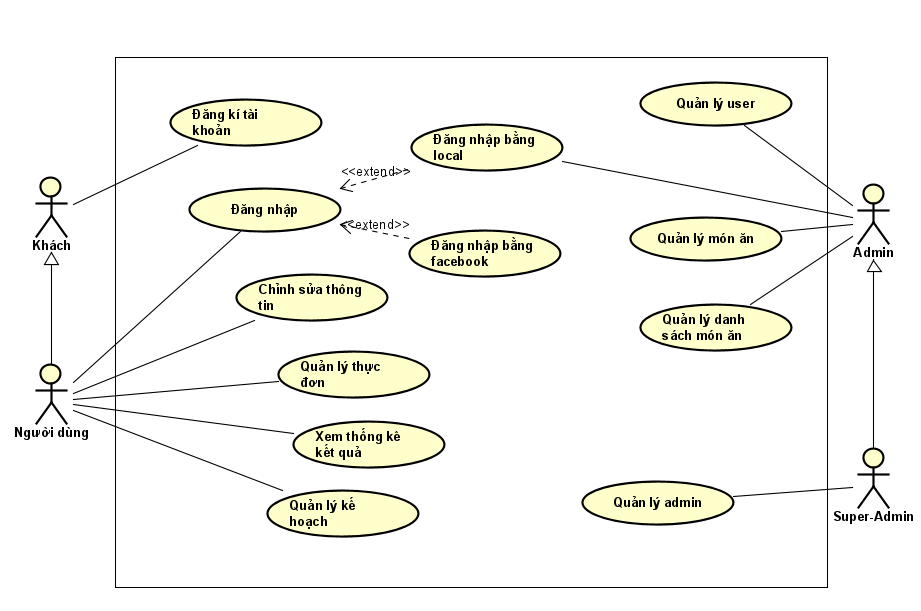 Đăng kí tài
khoản
Quản lý user
Đăng nhập bằng
local
<<extend>>
Đăng nhập
Khách
<<extend>>
Đăng nhập bằng
facebook
Quản lý món ăn
Admin
Chỉnh sửa thông
tin
Quản lý danh
sách món ăn
Quản lý thực
đơn
Người dùng
Xem thống kê
kết quả
Quản lý kế
hoạch
Quản lý admin
Super-Admin